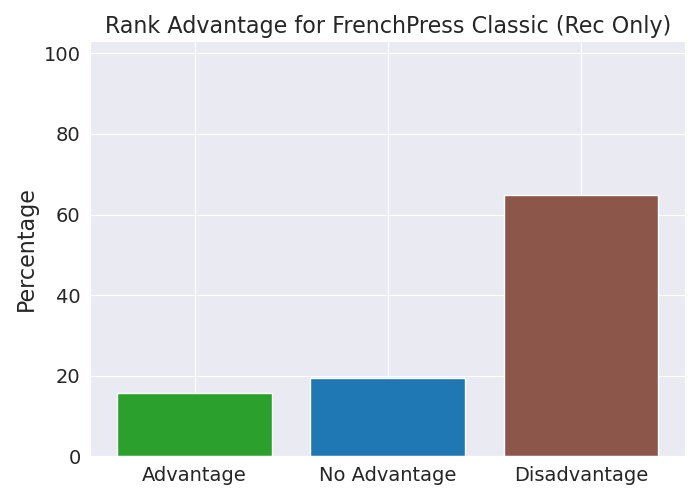 Rank Advantage for FrenchPress Classic (Rec Only)
Percentage
100
80
60
40
20
0
Advantage
No Advantage
Disadvantage